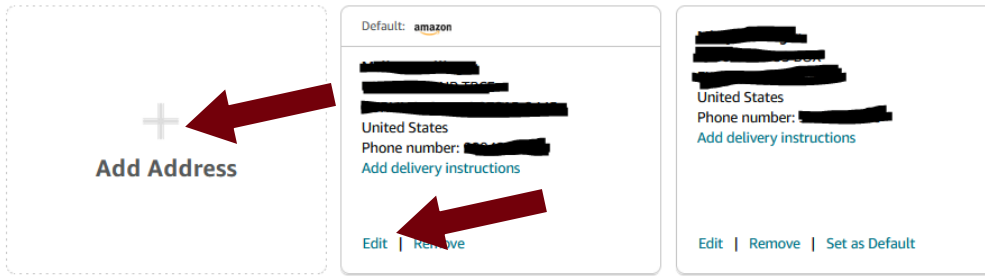 Add Address
Default: amazon
United States
Phone number:
Add delivery instructions
Edit | Remove
United States
Phone number:
Add delivery instructions
Edit | Remove | Set as Default